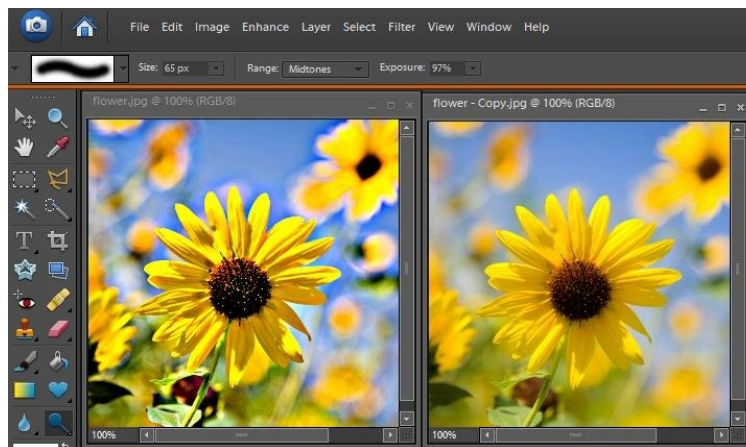 File Edit Image Enhance Layer Select Filter View Window Help
Size: 65 px Range: Midtones Exposure: 97%
flower.jpg @ 100% (RGB/8)
flower - Copy.jpg @ 100% (RGB/8)
T
100%
100%